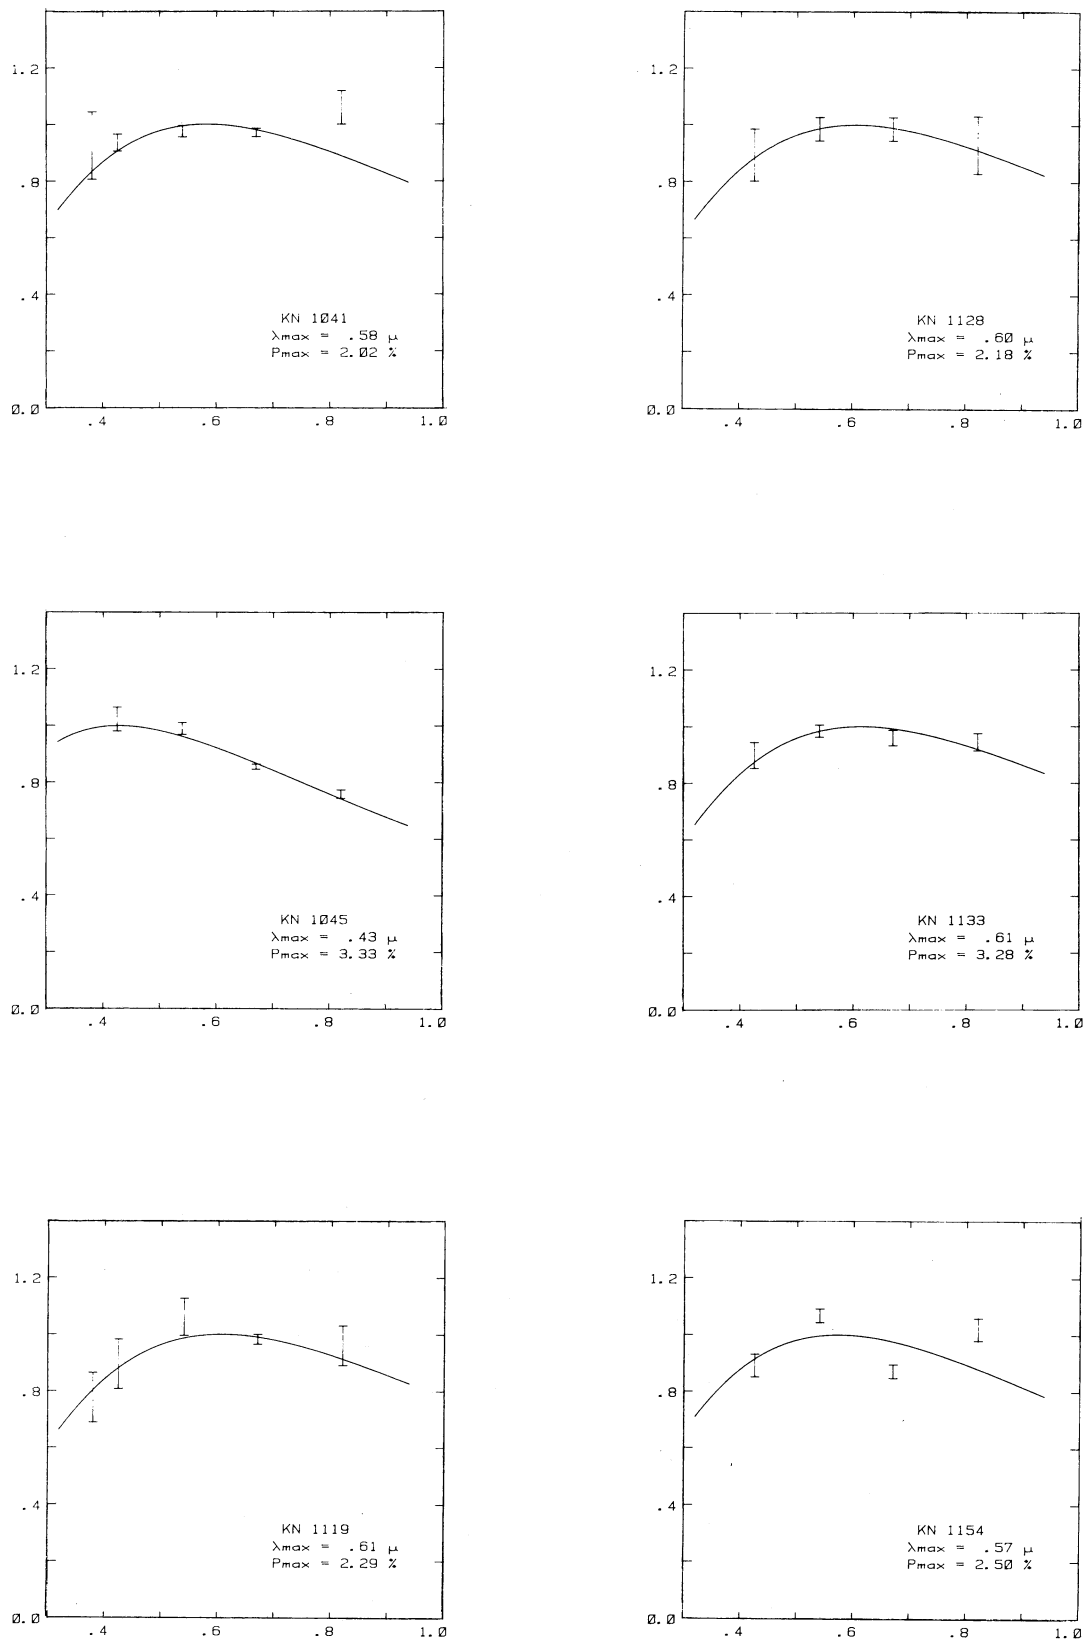 1.2
.8
.4
0.0
.4 .6 .8 1.0
KN 1041
λmax = .58 μ
Pmax = 2.02 %
1.2
.8
.4
0.0
.4 .6 .8 1.0
KN 1128
λmax = .60 μ
Pmax = 2.18 %
1.2
.8
.4
0.0
.4 .6 .8 1.0
KN 1045
λmax = .43 μ
Pmax = 3.33 %
1.2
.8
.4
0.0
.4 .6 .8 1.0
KN 1133
λmax = .61 μ
Pmax = 3.28 %
1.2
.8
.4
0.0
.4 .6 .8 1.0
KN 1119
λmax = .61 μ
Pmax = 2.29 %
1.2
.8
.4
0.0
.4 .6 .8 1.0
KN 1154
λmax = .57 μ
Pmax = 2.50 %